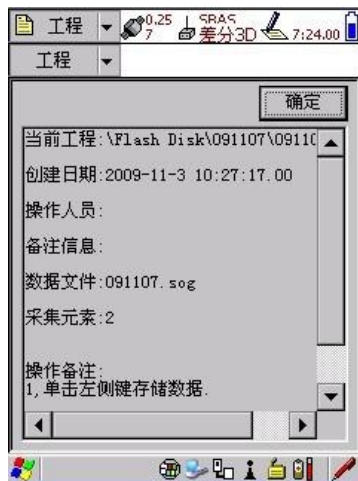 工程 0.25 7 SBAS 差分3D 7:24.00
工程
确定
当前工程:\Flash Disk\091107\0911
创建日期:2009-11-3 10:27:17.00
操作人员:
备注信息:
数据文件:091107.sog
采集元素:2
操作备注:
1,单击左侧键存储数据.